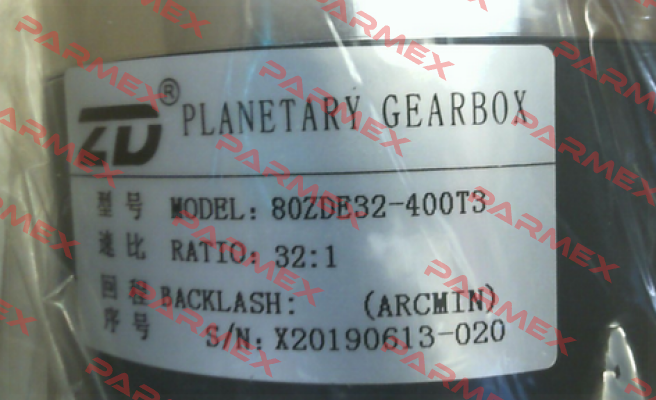 ZD® PLANETARY GEARBOX
型号 MODEL: 80ZDE32-400T3
速比 RATIO: 32:1
回程 BACKLASH: (ARCMIN)
序号 S/N: X20190613-020
PARMEX